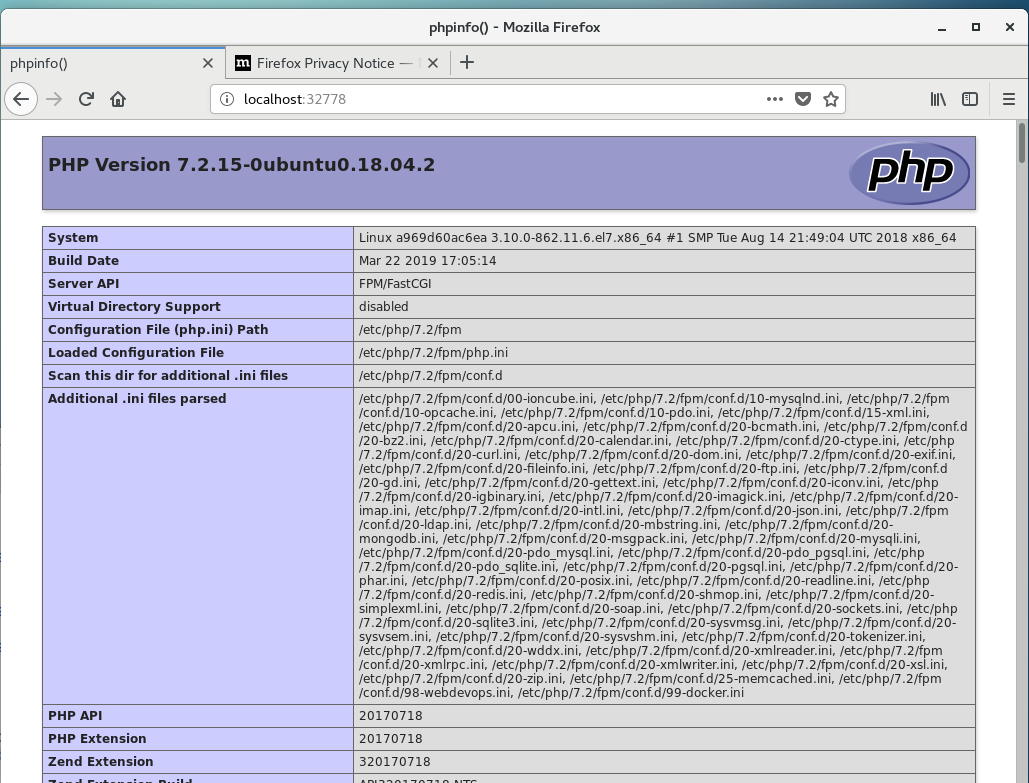 phpinfo() - Mozilla Firefox
phpinfo()
m Firefox Privacy Notice —
localhost:32778
PHP Version 7.2.15-0ubuntu0.18.04.2
php
System Linux a969d60ac6ea 3.10.0-862.11.6.el7.x86_64 #1 SMP Tue Aug 14 21:49:04 UTC 2018 x86_64
Build Date Mar 22 2019 17:05:14
Server API FPM/FastCGI
Virtual Directory Support disabled
Configuration File (php.ini) Path /etc/php/7.2/fpm
Loaded Configuration File /etc/php/7.2/fpm/php.ini
Scan this dir for additional .ini files /etc/php/7.2/fpm/conf.d
Additional .ini files parsed /etc/php/7.2/fpm/conf.d/00-ioncube.ini, /etc/php/7.2/fpm/conf.d/10-mysqlnd.ini, /etc/php/7.2/fpm
/conf.d/10-opcache.ini, /etc/php/7.2/fpm/conf.d/10-pdo.ini, /etc/php/7.2/fpm/conf.d/15-xml.ini,
/etc/php/7.2/fpm/conf.d/20-apcu.ini, /etc/php/7.2/fpm/conf.d/20-bcmath.ini, /etc/php/7.2/fpm/conf.d
/20-bz2.ini, /etc/php/7.2/fpm/conf.d/20-calendar.ini, /etc/php/7.2/fpm/conf.d/20-ctype.ini, /etc/php
/7.2/fpm/conf.d/20-curl.ini, /etc/php/7.2/fpm/conf.d/20-dom.ini, /etc/php/7.2/fpm/conf.d/20-exif.ini,
/etc/php/7.2/fpm/conf.d/20-fileinfo.ini, /etc/php/7.2/fpm/conf.d/20-ftp.ini, /etc/php/7.2/fpm/conf.d
/20-gd.ini, /etc/php/7.2/fpm/conf.d/20-gettext.ini, /etc/php/7.2/fpm/conf.d/20-iconv.ini, /etc/php
/7.2/fpm/conf.d/20-igbinary.ini, /etc/php/7.2/fpm/conf.d/20-imagick.ini, /etc/php/7.2/fpm/conf.d/20-
imap.ini, /etc/php/7.2/fpm/conf.d/20-intl.ini, /etc/php/7.2/fpm/conf.d/20-json.ini, /etc/php/7.2/fpm
/conf.d/20-ldap.ini, /etc/php/7.2/fpm/conf.d/20-mbstring.ini, /etc/php/7.2/fpm/conf.d/20-
mongodb.ini, /etc/php/7.2/fpm/conf.d/20-msgpack.ini, /etc/php/7.2/fpm/conf.d/20-mysqli.ini,
/etc/php/7.2/fpm/conf.d/20-pdo_mysql.ini, /etc/php/7.2/fpm/conf.d/20-pdo_pgsql.ini, /etc/php
/7.2/fpm/conf.d/20-pdo_sqlite.ini, /etc/php/7.2/fpm/conf.d/20-pgsql.ini, /etc/php/7.2/fpm/conf.d/20-
phar.ini, /etc/php/7.2/fpm/conf.d/20-posix.ini, /etc/php/7.2/fpm/conf.d/20-readline.ini, /etc/php
/7.2/fpm/conf.d/20-redis.ini, /etc/php/7.2/fpm/conf.d/20-shmop.ini, /etc/php/7.2/fpm/conf.d/20-
simplexml.ini, /etc/php/7.2/fpm/conf.d/20-soap.ini, /etc/php/7.2/fpm/conf.d/20-sockets.ini, /etc/php
/7.2/fpm/conf.d/20-sqlite3.ini, /etc/php/7.2/fpm/conf.d/20-sysvmsg.ini, /etc/php/7.2/fpm/conf.d/20-
sysvsem.ini, /etc/php/7.2/fpm/conf.d/20-sysvshm.ini, /etc/php/7.2/fpm/conf.d/20-tokenizer.ini,
/etc/php/7.2/fpm/conf.d/20-wddx.ini, /etc/php/7.2/fpm/conf.d/20-xmlreader.ini, /etc/php/7.2/fpm
/conf.d/20-xmlrpc.ini, /etc/php/7.2/fpm/conf.d/20-xmlwriter.ini, /etc/php/7.2/fpm/conf.d/20-xsl.ini,
/etc/php/7.2/fpm/conf.d/20-zip.ini, /etc/php/7.2/fpm/conf.d/25-memcached.ini, /etc/php/7.2/fpm
/conf.d/98-webdevops.ini, /etc/php/7.2/fpm/conf.d/99-docker.ini
PHP API 20170718
PHP Extension 20170718
Zend Extension 320170718
Zend Extension Build API320170718,NTS